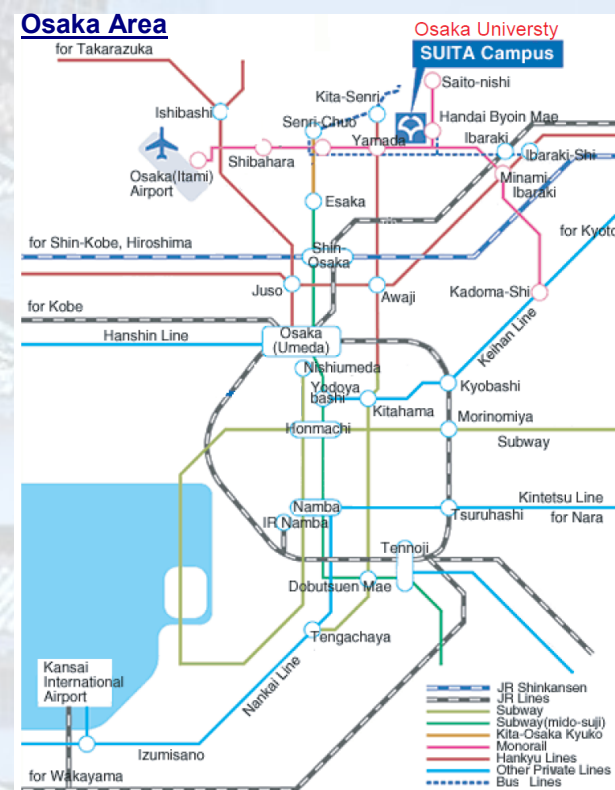 Osaka Area
Osaka Universty
SUITA Campus
for Takarazuka
Saito-nishi
Kita-Senri
Ishibashi
Handai Byoin Mae
Senri-Chuo
Ibaraki
Yamada
Ibaraki-Shi
Shibahara
Osaka(Itami)
Airport
Minami-
Ibaraki
Esaka
for Kyoto
for Shin-Kobe, Hiroshima
Shin-
Osaka
Juso
Awaji
Kadoma-Shi
for Kobe
Hanshin Line
Osaka
(Umeda)
Keihan Line
Nishiumeda
Yodoya
bashi
Kyobashi
Kitahama
Morinomiya
Honmachi
Subway
Namba
Kintetsu Line
for Nara
JR Namba
Tsuruhashi
Tennoji
Dobutsuen Mae
Tengachaya
Kansai
International
Airport
Nankai Line
Izumisano
for Wakayama
JR Shinkansen
JR Lines
Subway
Subway(mido-suji)
Kita-Osaka Kyuko
Monorail
Hankyu Lines
Other Private Lines
Bus Lines